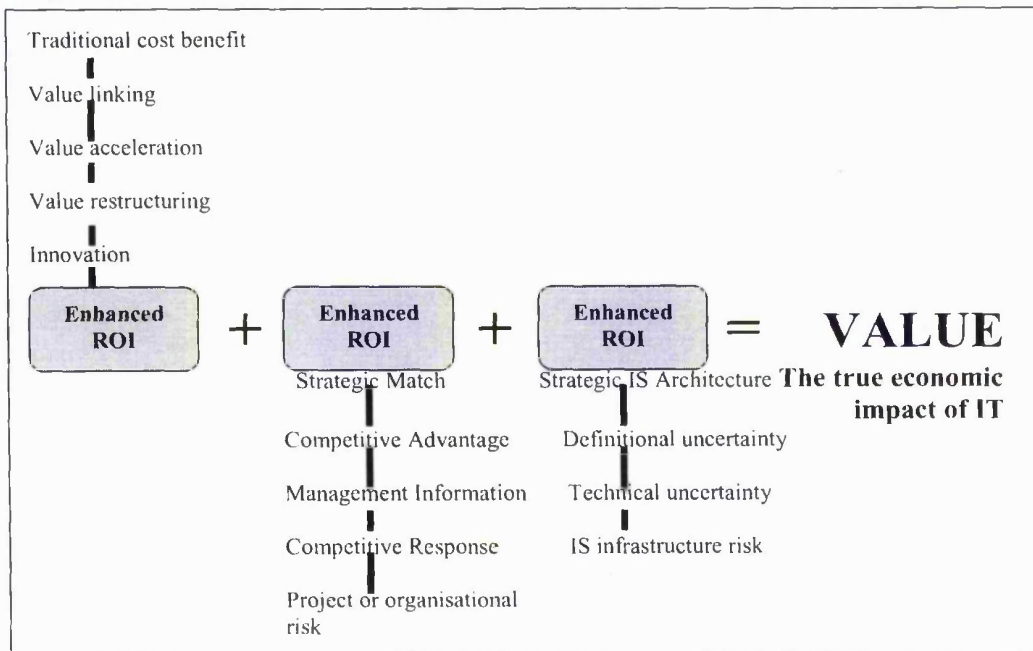 Traditional cost benefit
Value linking
Value acceleration
Value restructuring
Innovation
Enhanced
ROI
+
Enhanced
ROI
+
Enhanced
ROI
=
VALUE
The true economic
impact of IT
Strategic Match
Competitive Advantage
Management Information
Competitive Response
Project or organisational
risk
Strategic IS Architecture
Definitional uncertainty
Technical uncertainty
IS infrastructure risk